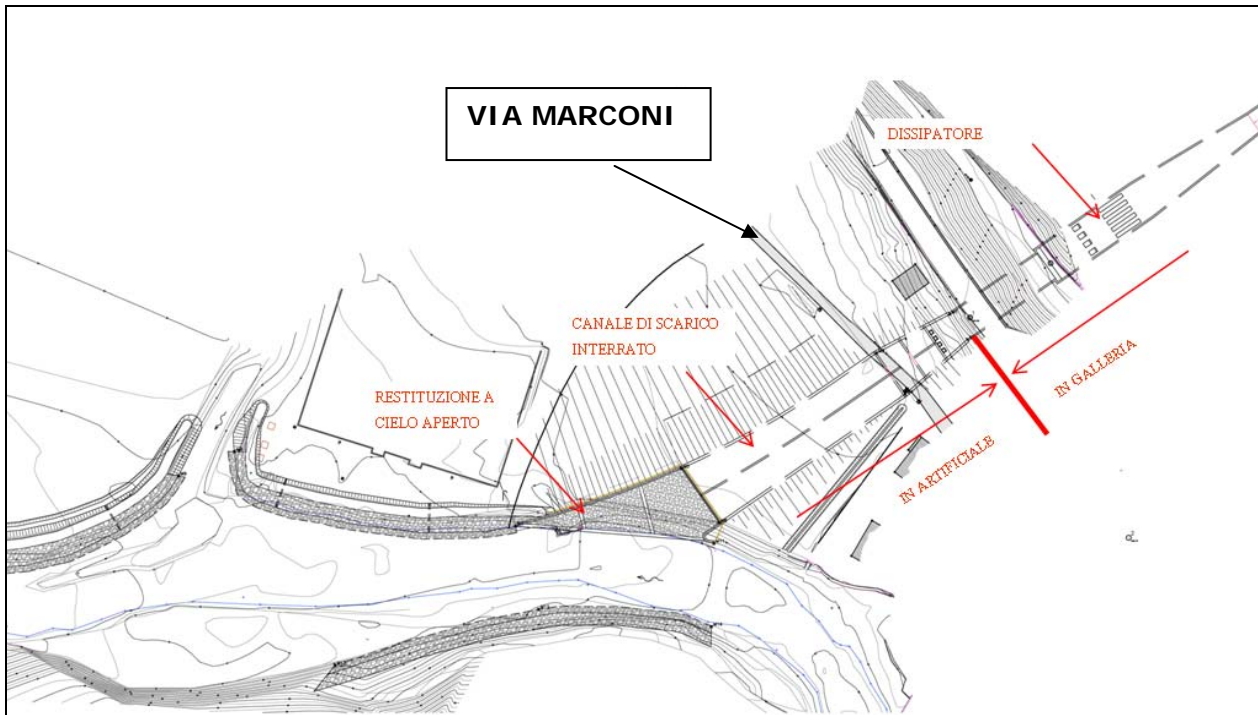 VIA MARCONI
DISSIPATORE
CANALE DI SCARICO
INTERRATO
RESTITUZIONE A
CIELO APERTO
IN GALLERIA
IN ARTIFICIALE